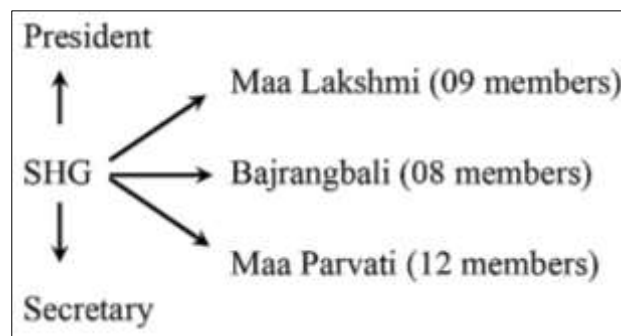 President
Maa Lakshmi (09 members)
SHG
Bajrangbali (08 members)
Maa Parvati (12 members)
Secretary